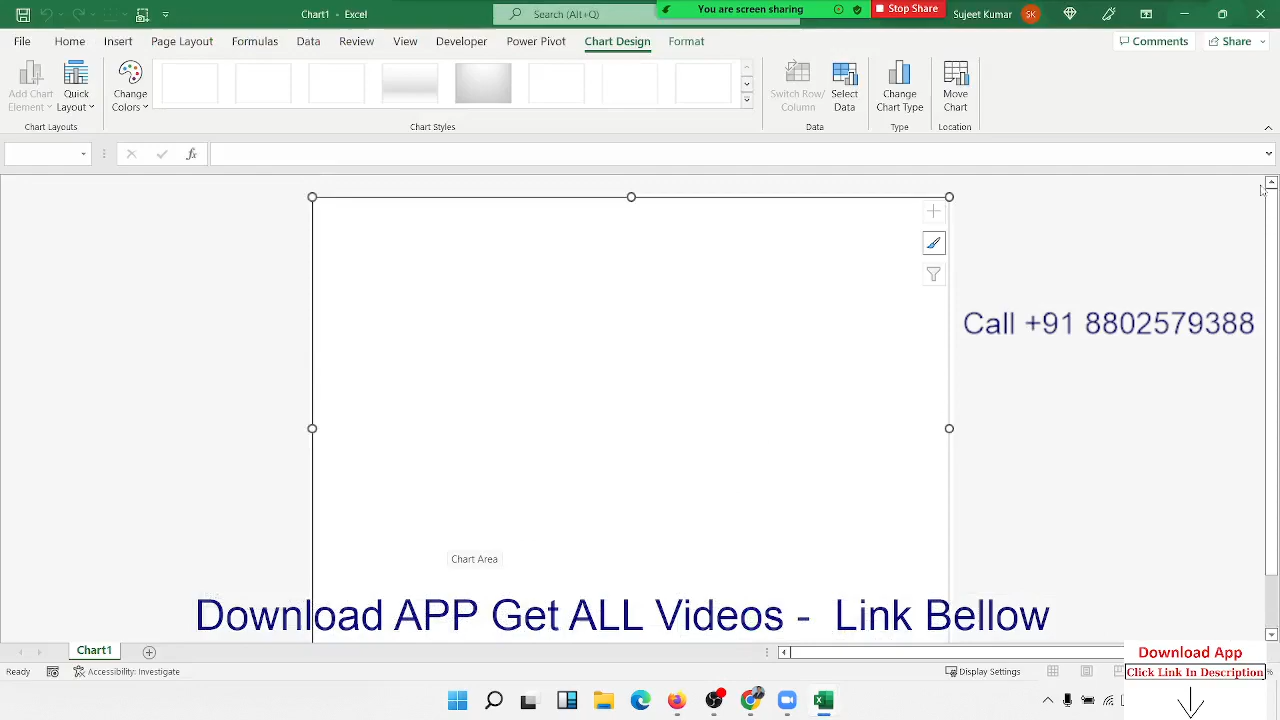 Chart1 - Excel
Search (Alt+Q)
You are screen sharing
Stop Share
Sujeet Kumar
SK
File
Home
Insert
Page Layout
Formulas
Data
Review
View
Developer
Power Pivot
Chart Design
Format
Comments
Share
Add Chart
Element
Quick
Layout
Change
Colors
Switch Row/
Column
Select
Data
Change
Chart Type
Move
Chart
Chart Layouts
Chart Styles
Data
Type
Location
fx
Call +91 8802579388
Chart Area
Download APP Get ALL Videos - Link Bellow
Chart1
Download App
Click Link In Description
Ready
Accessibility: Investigate
Display Settings